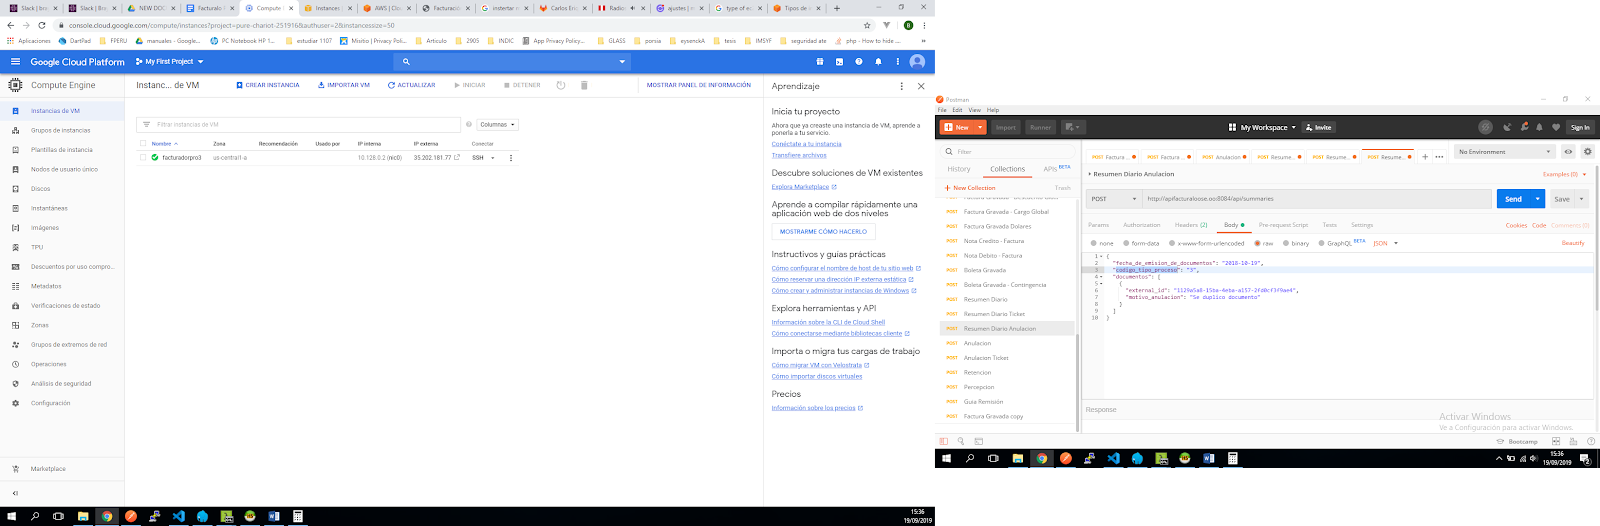 Slack | bro
Slack | Bro
NEW DOC
Facturalo
Compute E
Instances
AWS | Clou
Facturació
instertar m
Carlos Eno
Radio
ajustes | n
type of ec
Tipos de i
console.cloud.google.com/compute/instances?project=pure-chariot-251916&authuser=2&instancessize=50
Aplicaciones
DartPad
FPERU
manuales - Google...
PC Notebook HP 1...
estudiar 1107
Misitio | Privacy Poli...
Articulo
2905
INDIC
App Privacy Policy...
GLASS
porsia
eysenckA
tesis
IMSYF
seguridad ate
php - How to hide ...
Google Cloud Platform
My First Project
Compute Engine
Instanc... de VM
CREAR INSTANCIA
IMPORTAR VM
ACTUALIZAR
INICIAR
DETENER
MOSTRAR PANEL DE INFORMACIÓN
Instancias de VM
Grupos de instancias
Plantillas de instancia
Nodos de usuario único
Discos
Instantáneas
Imágenes
TPU
Descuentos por uso compro...
Metadatos
Verificaciones de estado
Zonas
Grupos de extremos de red
Operaciones
Análisis de seguridad
Configuración
Marketplace
Filtrar instancias de VM
Columnas
Nombre
Zona
Recomendación
Usado por
IP interna
IP externa
Conectar
facturadorpro3
us-central1-a
10.128.0.2 (nic0)
35.202.181.77
SSH
Aprendizaje
Inicia tu proyecto
Ahora que ya creaste una instancia de VM, aprende a
ponerla a tu servicio.
Conéctate a tu instancia
Transfiere archivos
Descubre soluciones de VM existentes
Explora Marketplace
Aprende a compilar rápidamente una
aplicación web de dos niveles
MOSTRARME CÓMO HACERLO
Instructivos y guías prácticas
Cómo configurar el nombre de host de tu sitio web
Cómo reservar una dirección IP externa estática
Cómo crear y administrar instancias de Windows
Explora herramientas y API
Información sobre la CLI de Cloud Shell
Cómo conectarse mediante bibliotecas cliente
Importa o migra tus cargas de trabajo
Cómo migrar VM con Velostrata
Cómo importar discos virtuales
Precios
Información sobre los precios
15:36
19/09/2019
Postman
File Edit View Help
New
Import
Runner
My Workspace
Invite
Sign In
Filter
History
Collections
APIs BETA
+ New Collection
Trash
POST Factura Gravada - Cargo Global
POST Factura Gravada Dolares
POST Nota Credito - Factura
POST Nota Debito - Factura
POST Boleta Gravada
POST Boleta Gravada - Contingencia
POST Resumen Diario
POST Resumen Diario Ticket
POST Resumen Diario Anulacion
POST Anulacion
POST Anulacion Ticket
POST Retencion
POST Percepcion
POST Guia Remisión
POST Factura Gravada copy
POST Factura ..
POST Factura ..
POST Anulacion
POST Resume..
POST Resume..
POST Resume..
No Environment
Resumen Diario Anulacion
Examples (0)
POST
http://apifacturaloose.oo:8084/api/summaries
Send
Save
Params
Authorization
Headers (2)
Body
Pre-request Script
Tests
Settings
Cookies
Code
Comments (0)
none
form-data
x-www-form-urlencoded
raw
binary
GraphQL BETA
JSON
Beautify
1 {
2 "fecha_de_emision_de_documentos": "2018-10-19",
3 "codigo_tipo_proceso": "3",
4 "documentos": [
5 {
6 "external_id": "1129a5a8-15ba-4eba-a157-2fd0cf3f9ae4",
7 "motivo_anulacion": "Se duplico documento"
8 }
9 ]
10 }
Response
Activar Windows
Ve a Configuración para activar Windows.
Bootcamp
15:36
19/09/2019